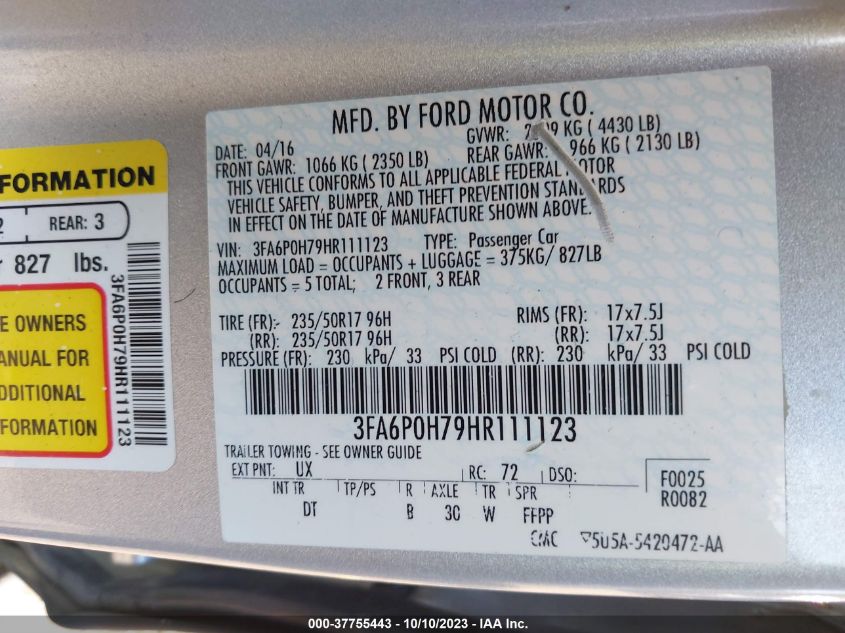 MFD. BY FORD MOTOR CO.
DATE: 04/16
GVWR: KG ( 4430 LB)
FRONT GAWR: 1066 KG ( 2350 LB)
REAR GAWR: 966 KG ( 2130 LB)
THIS VEHICLE CONFORMS TO ALL APPLICABLE FEDERAL MOTOR
VEHICLE SAFETY, BUMPER, AND THEFT PREVENTION STANDARDS
IN EFFECT ON THE DATE OF MANUFACTURE SHOWN ABOVE.
VIN: 3FA6P0H79HR111123 TYPE: Passenger Car
MAXIMUM LOAD = OCCUPANTS + LUGGAGE = 375KG/ 827LB
OCCUPANTS = 5 TOTAL; 2 FRONT, 3 REAR
TIRE (FR):- 235/50R17 96H RIMS (FR): 17x7.5J
(RR):- 235/50R17 96H (RR): 17x7.5J
PRESSURE (FR): 230 kPa/ 33 PSI COLD (RR): 230 kPa/ 33 PSI COLD
3FA6P0H79HR111123
TRAILER TOWING - SEE OWNER GUIDE
EXT PNT: UX RC: 72 DSO:
F0025
R0082
INT TR TP/PS R AXLE TR SPR
DT B 30 W FFPP
CMC 5U5A-5420472-AA
FORMATION
2 REAR: 3
827 lbs.
E OWNERS
ANUAL FOR
DDITIONAL
FORMATION
3FA6P0H79HR111123
000-37755443 - 10/10/2023 - IAA Inc.